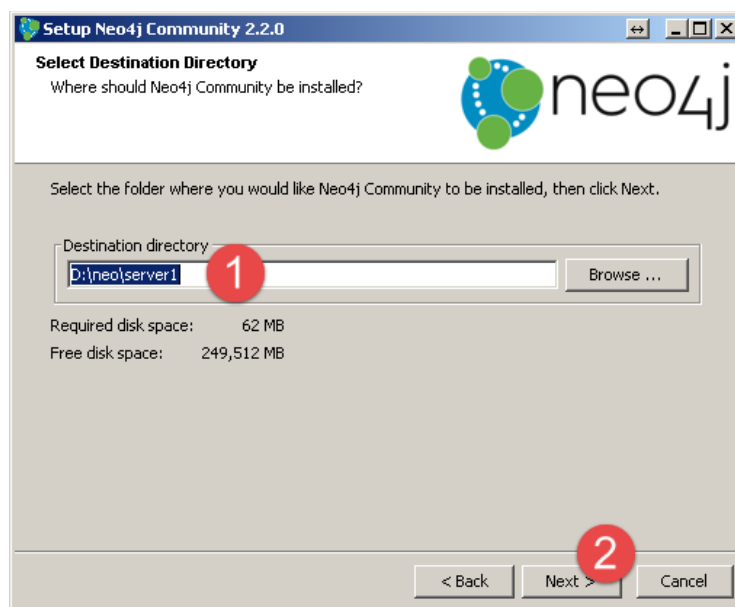 Setup Neo4j Community 2.2.0
Select Destination Directory
Where should Neo4j Community be installed?
neo4j
Select the folder where you would like Neo4j Community to be installed, then click Next.
Destination directory
D:\neo\server1
1
Browse ...
Required disk space: 62 MB
Free disk space: 249,512 MB
2
< Back
Next >
Cancel